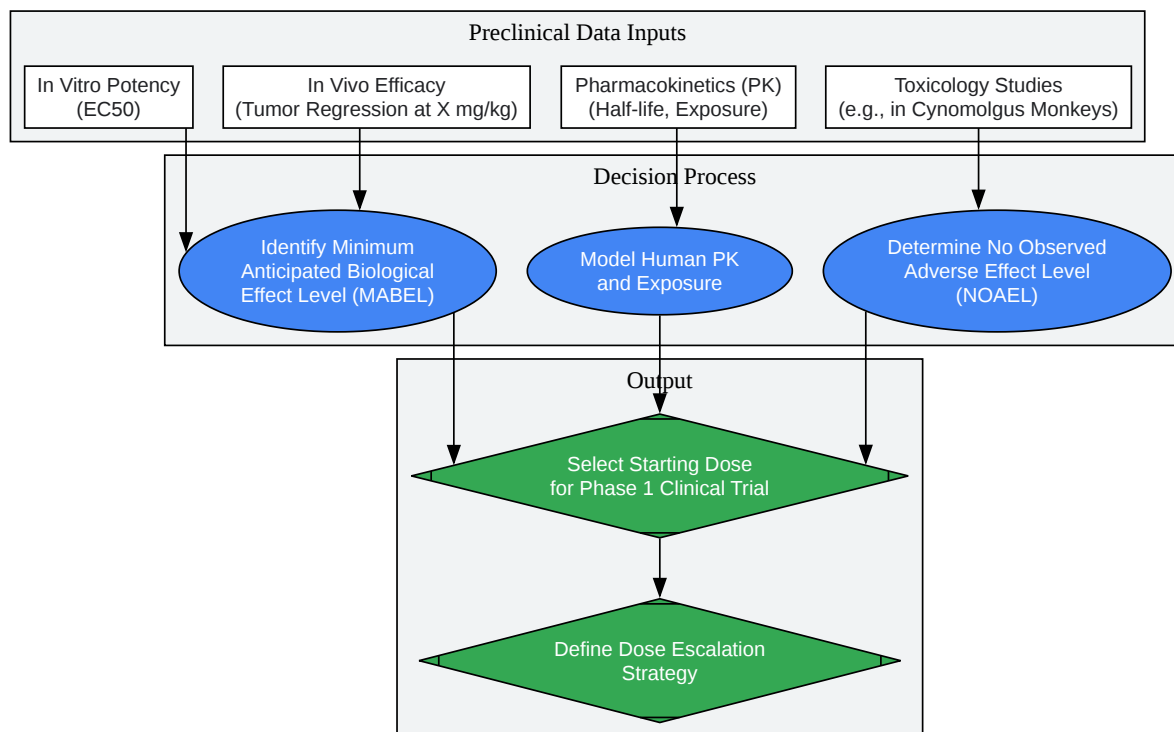 Preclinical Data Inputs
In Vitro Potency
(EC50)
In Vivo Efficacy
(Tumor Regression at X mg/kg)
Pharmacokinetics (PK)
(Half-life, Exposure)
Toxicology Studies
(e.g., in Cynomolgus Monkeys)
Decision Process
Identify Minimum
Anticipated Biological
Effect Level (MABEL)
Model Human PK
and Exposure
Determine No Observed
Adverse Effect Level
(NOAEL)
Output
Select Starting Dose
for Phase 1 Clinical Trial
Define Dose Escalation
Strategy